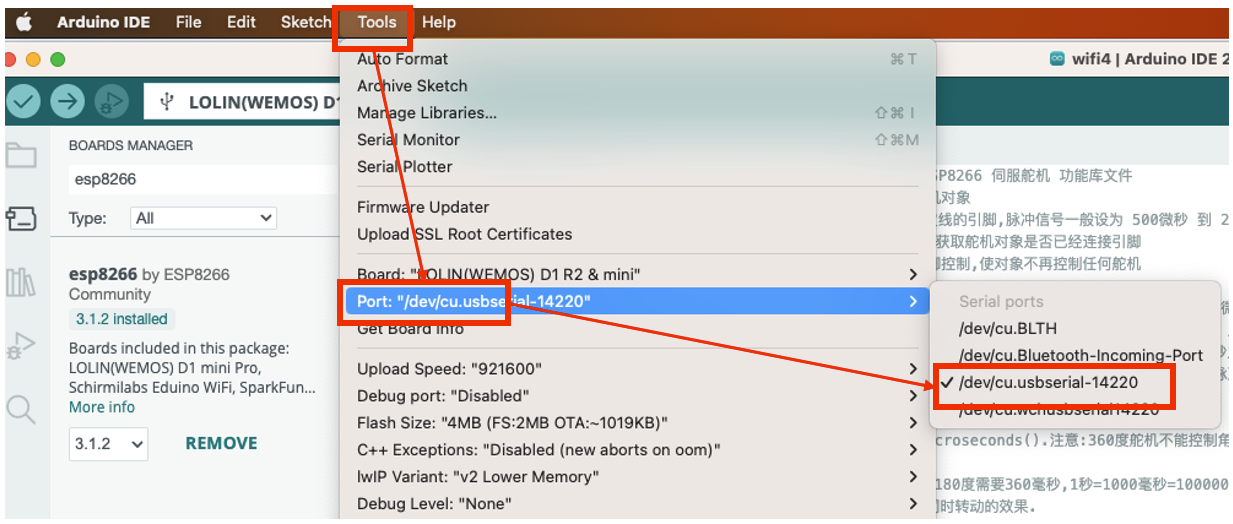 Arduino IDE File Edit Sketch Tools Help
wifi4 | Arduino IDE 2
LOLIN(WEMOS) D1
BOARDS MANAGER
esp8266
Type: All
esp8266 by ESP8266
Community
3.1.2 installed
Boards included in this package:
LOLIN(WEMOS) D1 mini Pro,
Schirmilabs Eduino WiFi, SparkFun...
More info
3.1.2 REMOVE
Auto Format ⌘ T
Archive Sketch
Manage Libraries... ⇧ ⌘ I
Serial Monitor ⇧ ⌘ M
Serial Plotter
Firmware Updater
Upload SSL Root Certificates
Board: "LOLIN(WEMOS) D1 R2 & mini"
Port: "/dev/cu.usbserial-14220"
Get Board Info
Upload Speed: "921600"
Debug port: "Disabled"
Flash Size: "4MB (FS:2MB OTA:~1019KB)"
C++ Exceptions: "Disabled (new aborts on oom)"
lwIP Variant: "v2 Lower Memory"
Debug Level: "None"
Serial ports
/dev/cu.BLTH
/dev/cu.Bluetooth-Incoming-Port
/dev/cu.usbserial-14220
/dev/cu.wchusbserial14220
SP8266 伺服舵机 功能库文件
机对象
线的引脚,脉冲信号一般设为 500微秒 到 2
获取舵机对象是否已经连接引脚
控制,使对象不再控制任何舵机
croseconds().注意:360度舵机不能控制角
180度需要360毫秒,1秒=1000毫秒=100000
时转动的效果.